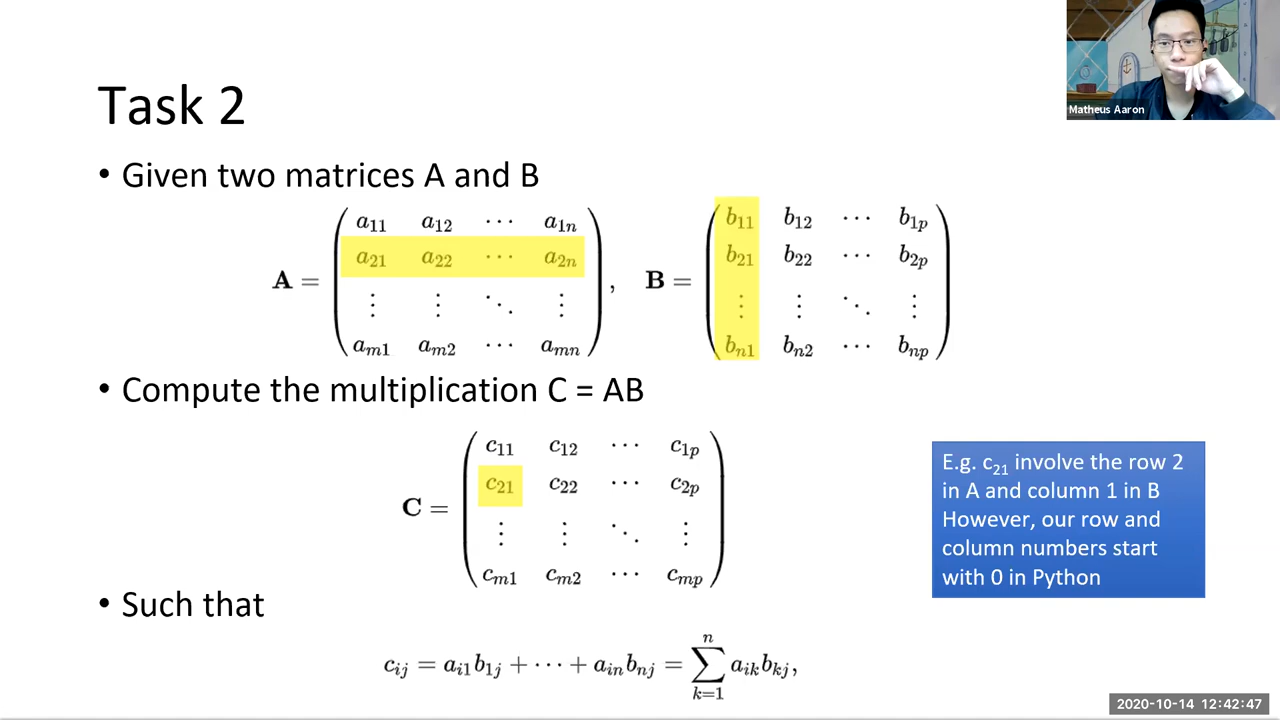 Matheus Aaron
Task 2
• Given two matrices A and B
A = ( a11 a12 ⋯ a1n
a21 a22 ⋯ a2n
⋮ ⋮ ⋱ ⋮
am1 am2 ⋯ amn ) ,
B = ( b11 b12 ⋯ b1p
b21 b22 ⋯ b2p
⋮ ⋮ ⋱ ⋮
bn1 bn2 ⋯ bnp )
• Compute the multiplication C = AB
C = ( c11 c12 ⋯ c1p
c21 c22 ⋯ c2p
⋮ ⋮ ⋱ ⋮
cm1 cm2 ⋯ cmp )
E.g. c21 involve the row 2
in A and column 1 in B
However, our row and
column numbers start
with 0 in Python
• Such that
cij = ai1b1j + ⋯ + ainbnj = ∑_{k=1}^{n} aikbkj,
2020-10-14 12:42:47